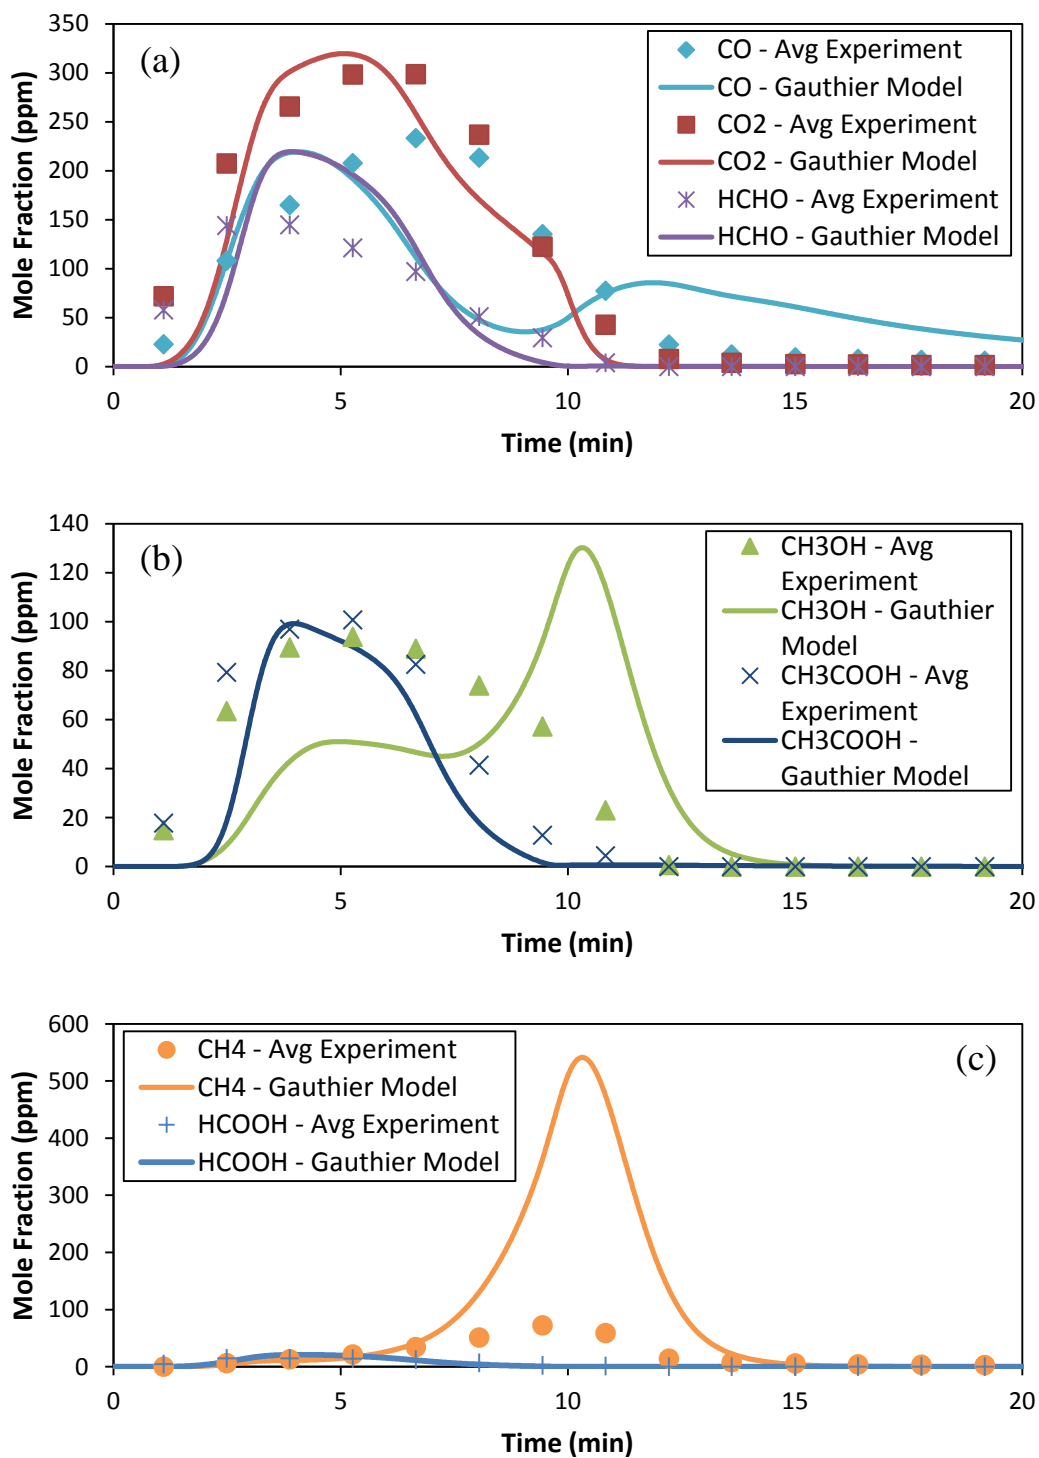 350
300
250
200
150
100
50
0
Mole Fraction (ppm)
(a)
CO - Avg Experiment
CO - Gauthier Model
CO2 - Avg Experiment
CO2 - Gauthier Model
HCHO - Avg Experiment
HCHO - Gauthier Model
0 5 10 15 20
Time (min)
140
120
100
80
60
40
20
0
Mole Fraction (ppm)
(b)
CH3OH - Avg
Experiment
CH3OH - Gauthier
Model
CH3COOH - Avg
Experiment
CH3COOH -
Gauthier Model
0 5 10 15 20
Time (min)
600
500
400
300
200
100
0
Mole Fraction (ppm)
CH4 - Avg Experiment
CH4 - Gauthier Model
HCOOH - Avg Experiment
HCOOH - Gauthier Model
(c)
0 5 10 15 20
Time (min)